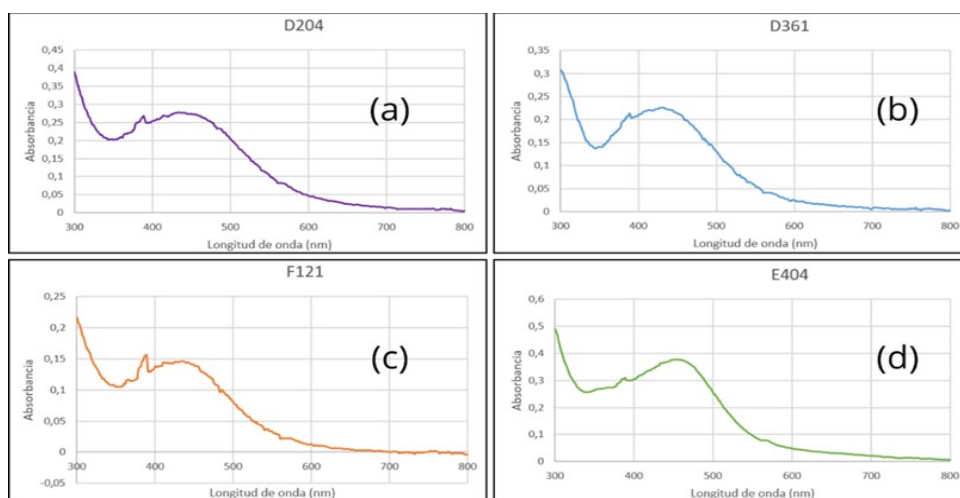 D204
0,45
0,4
0,35
0,3
0,25
0,2
0,15
0,1
0,05
0
Absorbancia
(a)
300 400 500 600 700 800
Longitud de onda (nm)
D361
0,35
0,3
0,25
0,2
0,15
0,1
0,05
0
Absorbancia
(b)
300 400 500 600 700 800
Longitud de onda (nm)
F121
0,25
0,2
0,15
0,1
0,05
0
-0,05
Absorbancia
(c)
300 400 500 600 700 800
Longitud de onda (nm)
E404
0,6
0,5
0,4
0,3
0,2
0,1
0
Absorbancia
(d)
300 400 500 600 700 800
Longitud de onda (nm)